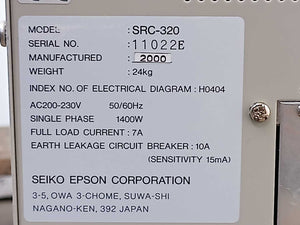 MODEL : SRC-320
SERIAL NO. : 11022E
MANUFACTURED : 2000
WEIGHT : 24kg
INDEX NO. OF ELECTRICAL DIAGRAM : H0404
AC200-230V 50/60Hz
SINGLE PHASE 1400W
FULL LOAD CURRENT : 7A
EARTH LEAKAGE CIRCUIT BREAKER : 10A
(SENSITIVITY 15mA)
SEIKO EPSON CORPORATION
3-5, OWA 3-CHOME, SUWA-SHI
NAGANO-KEN, 392 JAPAN